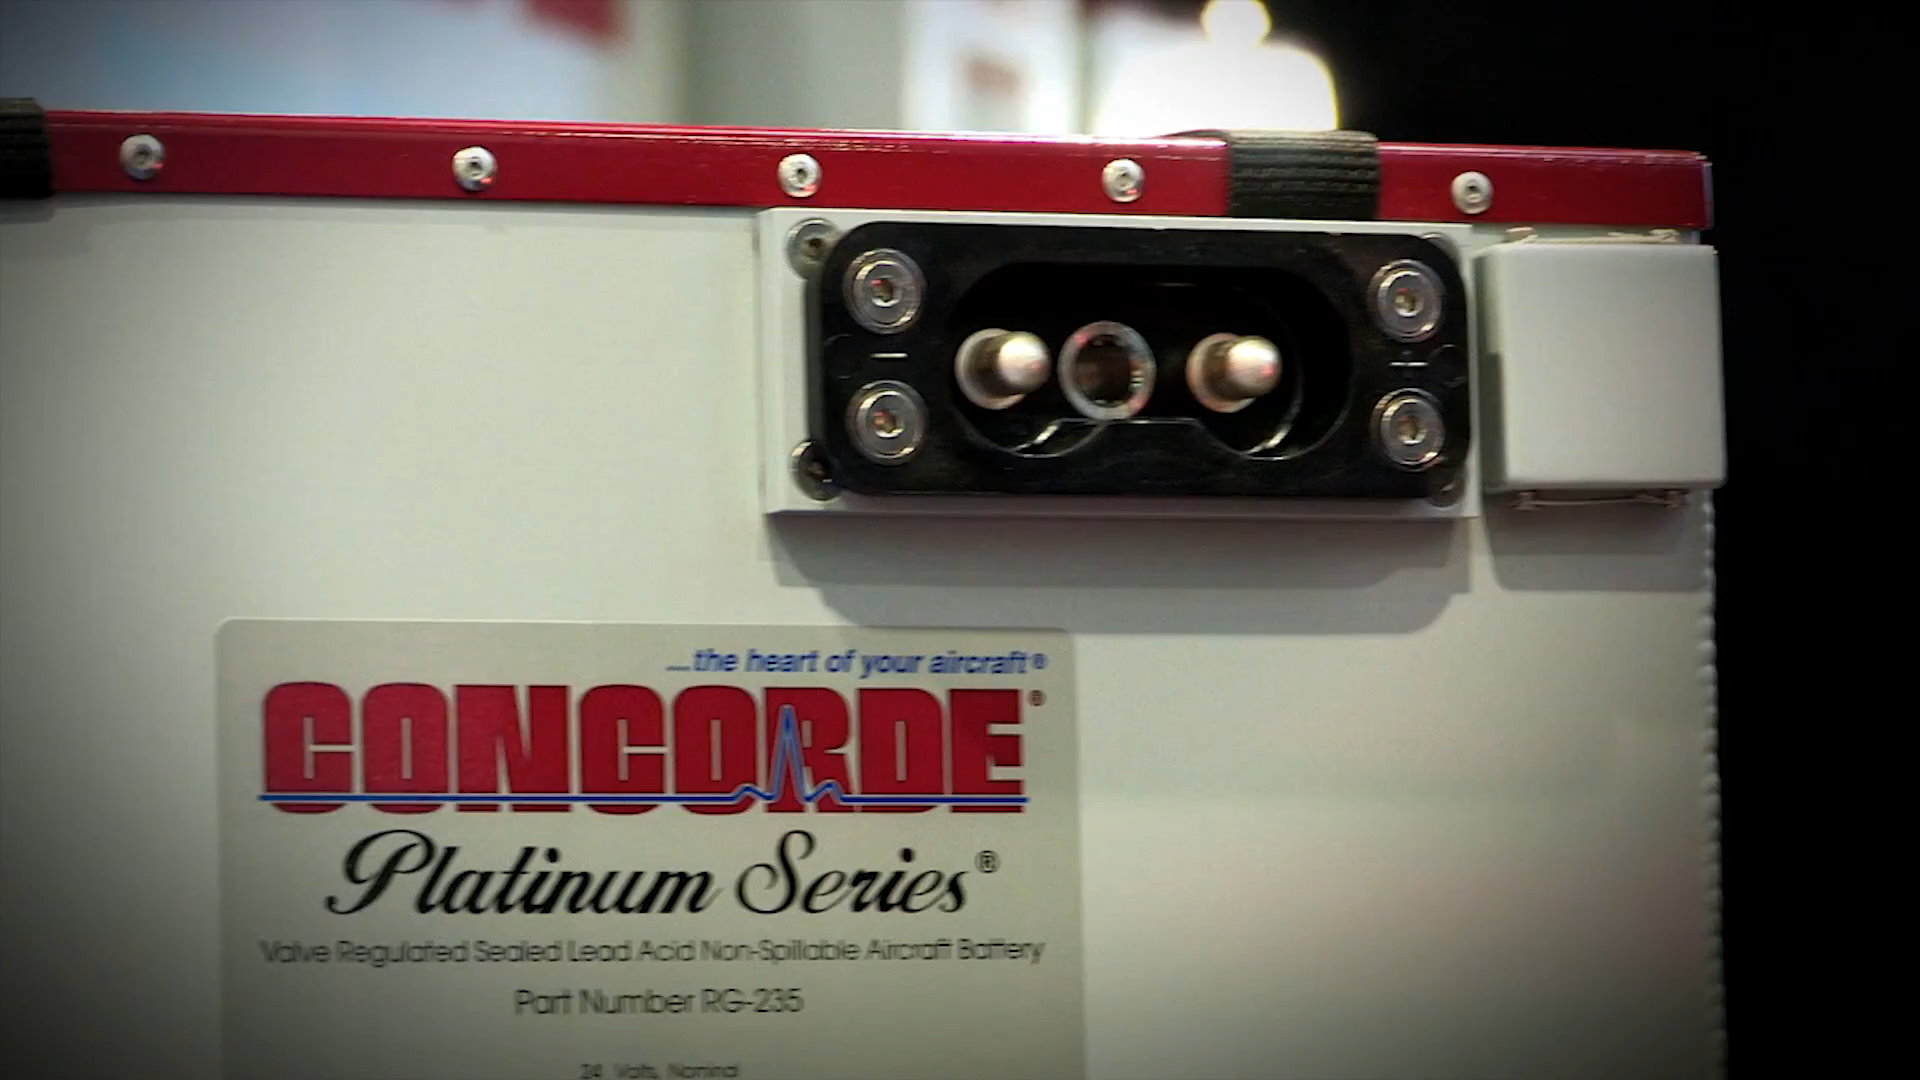 ...the heart of your aircraft®
CONCORDE®
Platinum Series®
Valve Regulated Sealed Lead Acid Non-Spillable Aircraft Battery
Part Number RG-235
24 Volts, Nominal